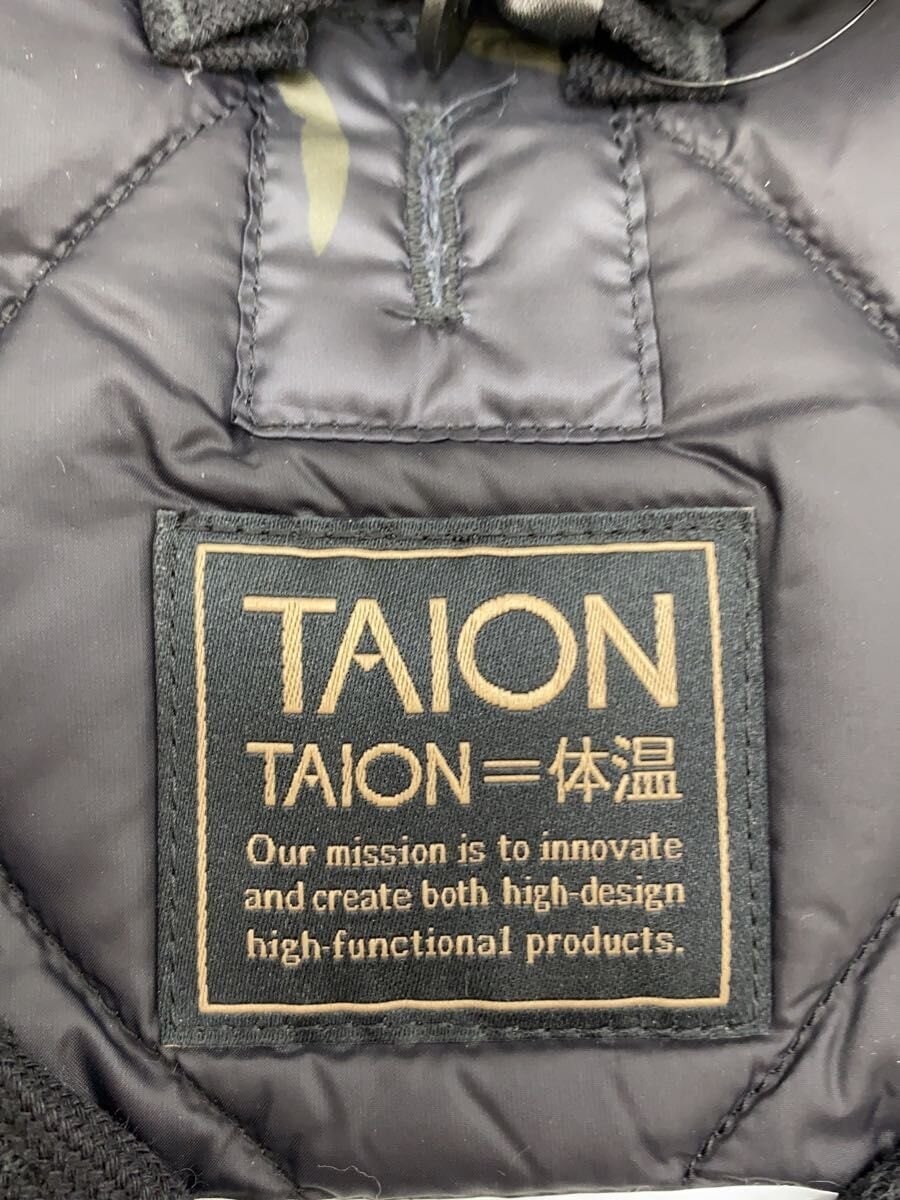 TAION
TAION=体温
Our mission is to innovate
and create both high-design
high-functional products.